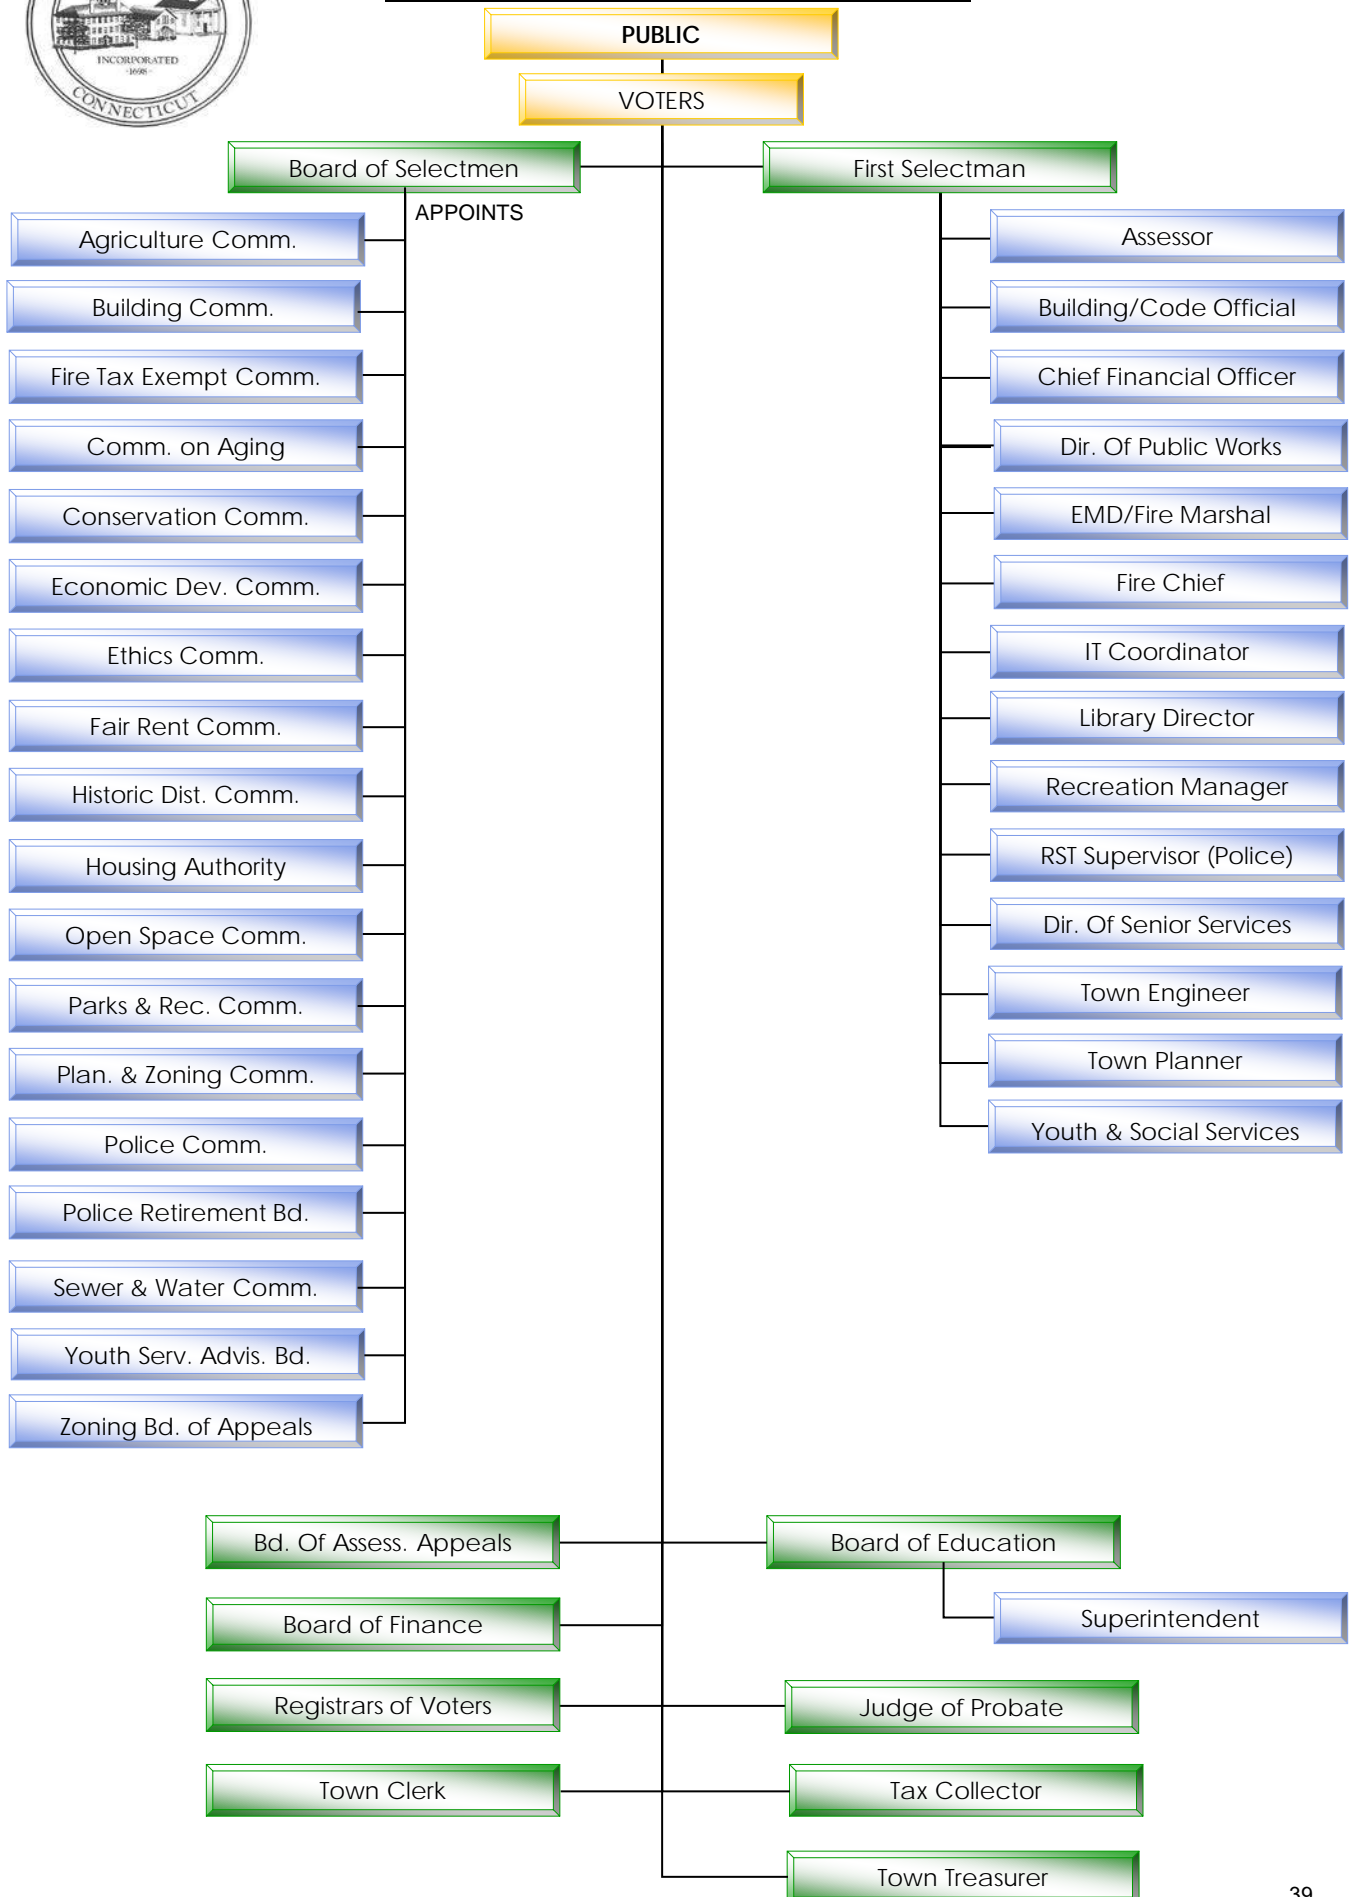 INCORPORATED
-1698-
CONNECTICUT
PUBLIC
VOTERS
Board of Selectmen
First Selectman
APPOINTS
Agriculture Comm.
Building Comm.
Fire Tax Exempt Comm.
Comm. on Aging
Conservation Comm.
Economic Dev. Comm.
Ethics Comm.
Fair Rent Comm.
Historic Dist. Comm.
Housing Authority
Open Space Comm.
Parks & Rec. Comm.
Plan. & Zoning Comm.
Police Comm.
Police Retirement Bd.
Sewer & Water Comm.
Youth Serv. Advis. Bd.
Zoning Bd. of Appeals
Assessor
Building/Code Official
Chief Financial Officer
Dir. Of Public Works
EMD/Fire Marshal
Fire Chief
IT Coordinator
Library Director
Recreation Manager
RST Supervisor (Police)
Dir. Of Senior Services
Town Engineer
Town Planner
Youth & Social Services
Bd. Of Assess. Appeals
Board of Education
Superintendent
Board of Finance
Registrars of Voters
Judge of Probate
Town Clerk
Tax Collector
Town Treasurer
39